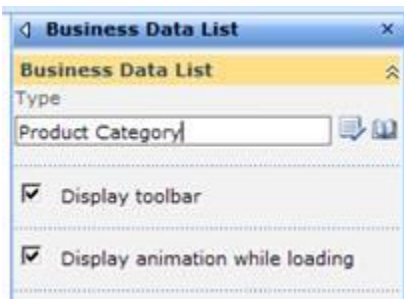 Business Data List
Business Data List
Type
Product Category
Display toolbar
Display animation while loading